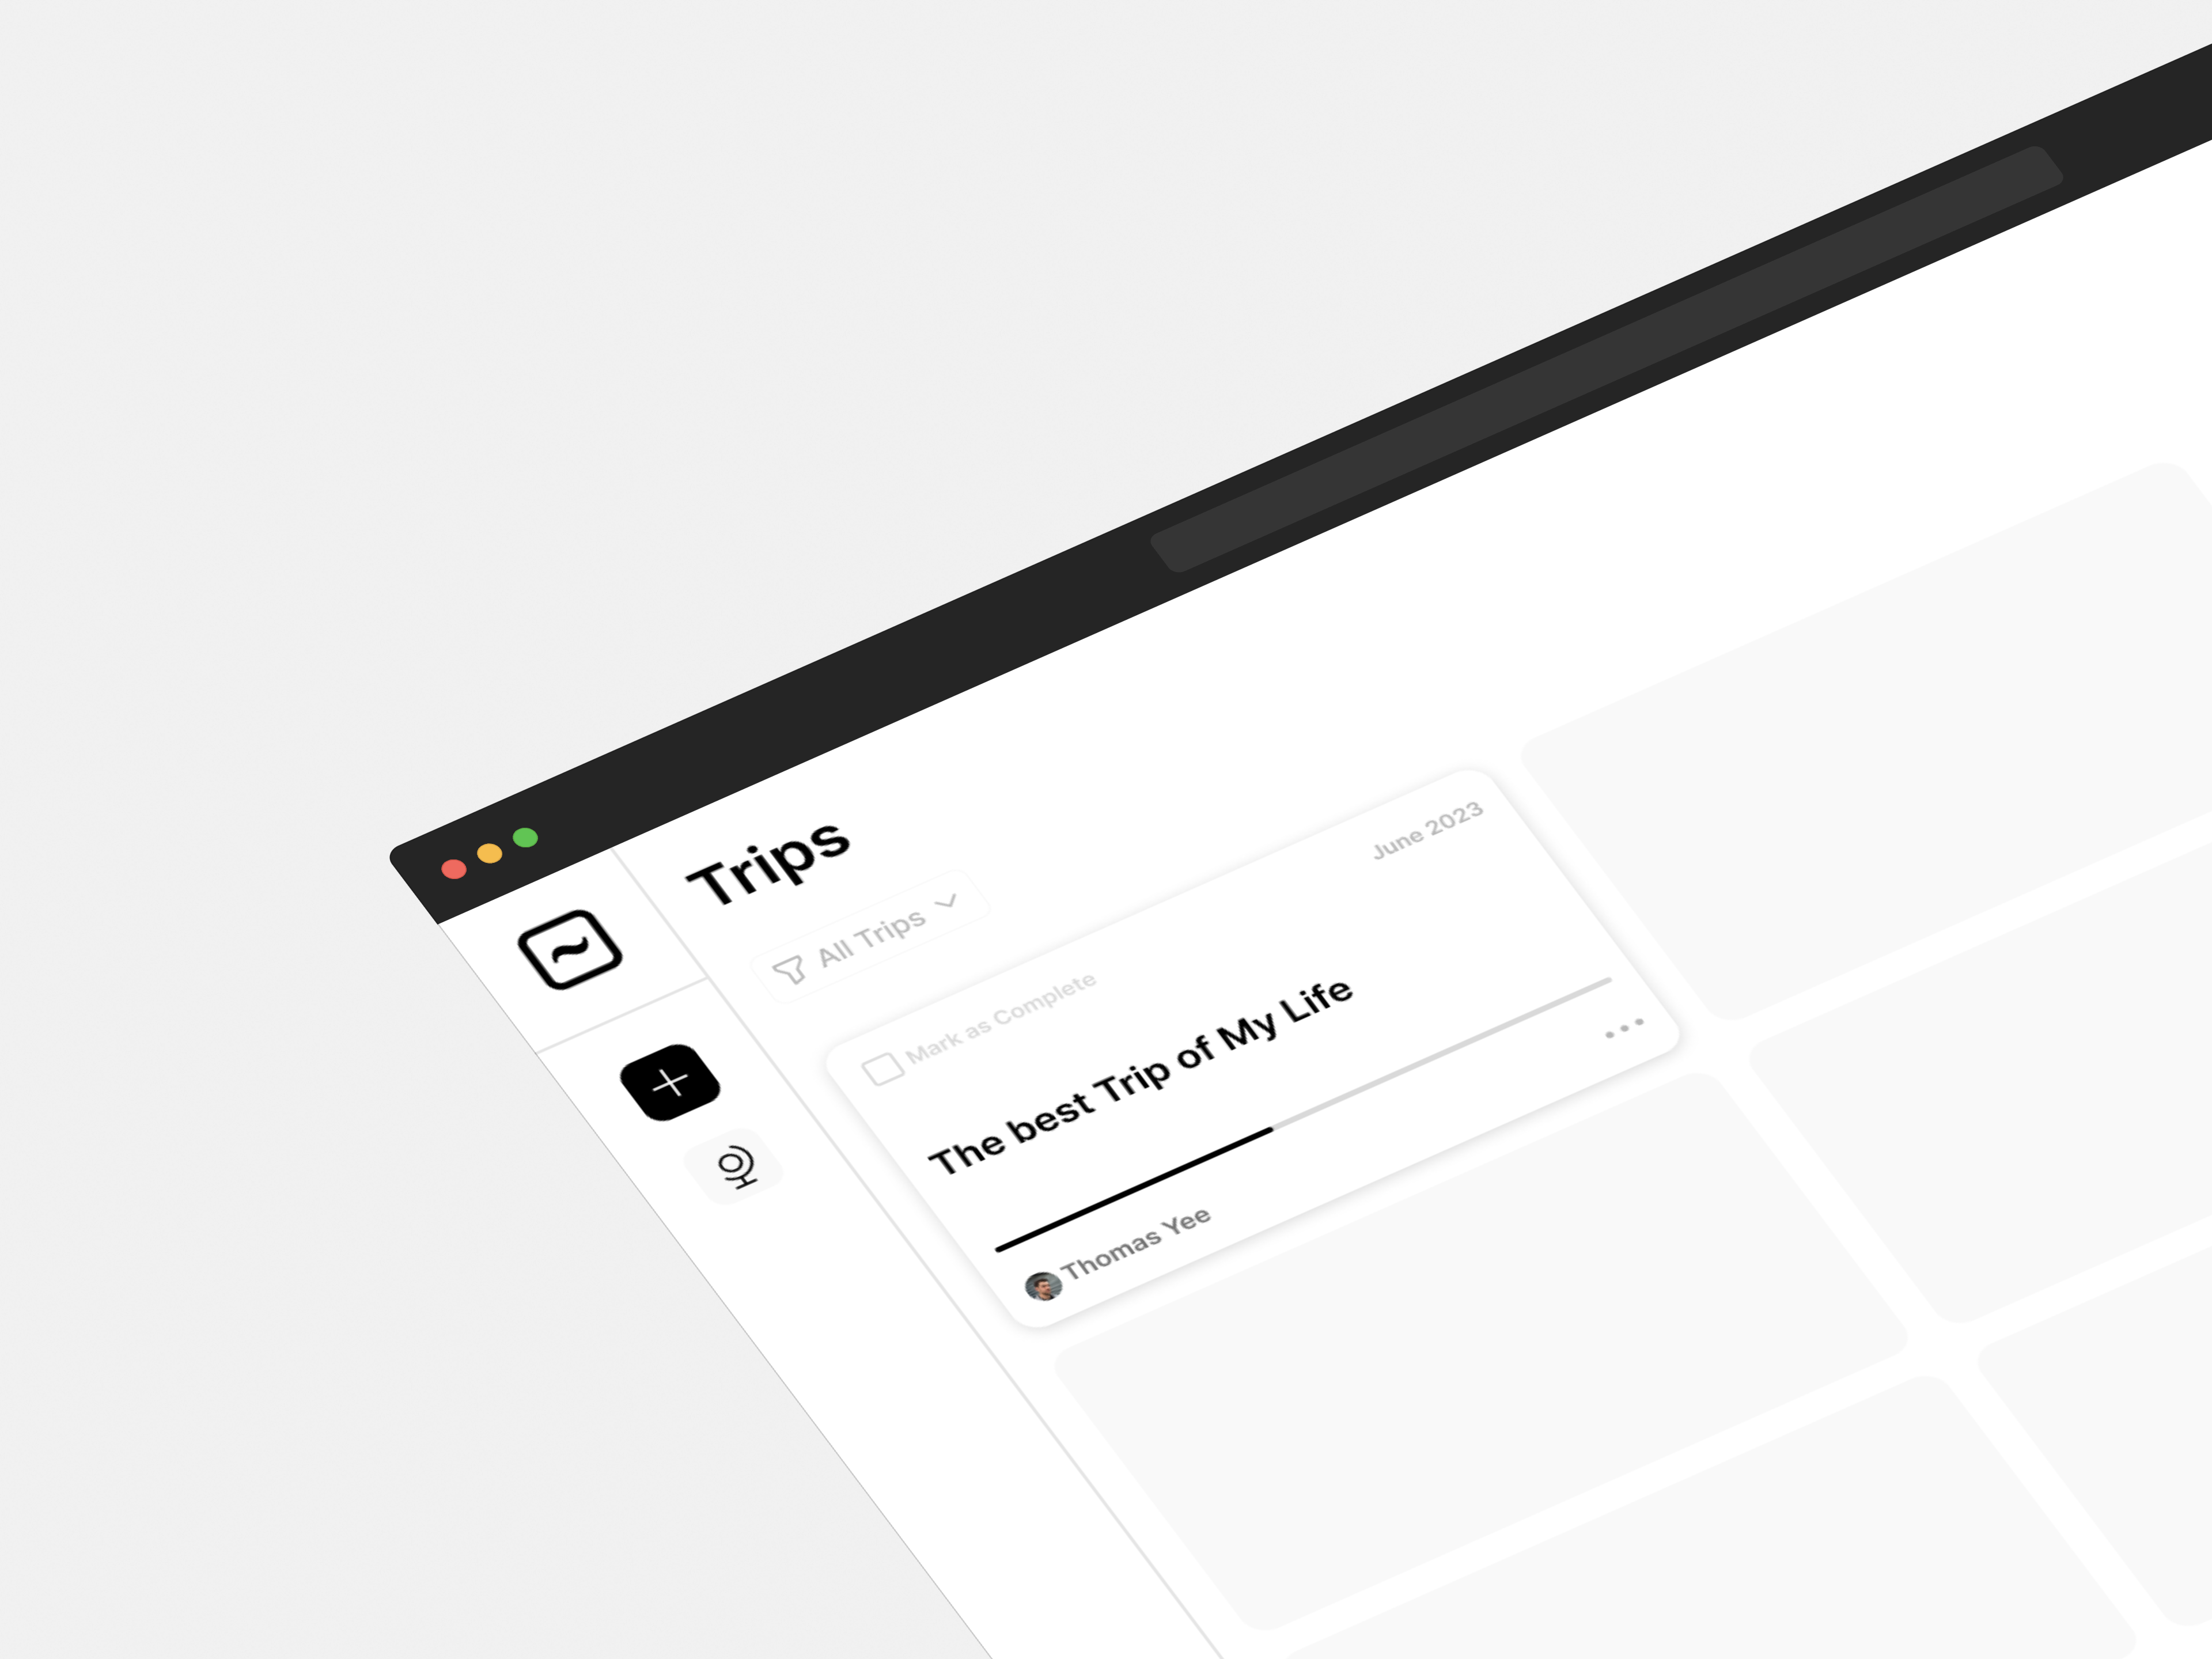 Trips
All Trips
Mark as Complete
June 2023
The best Trip of My Life
Thomas Yee